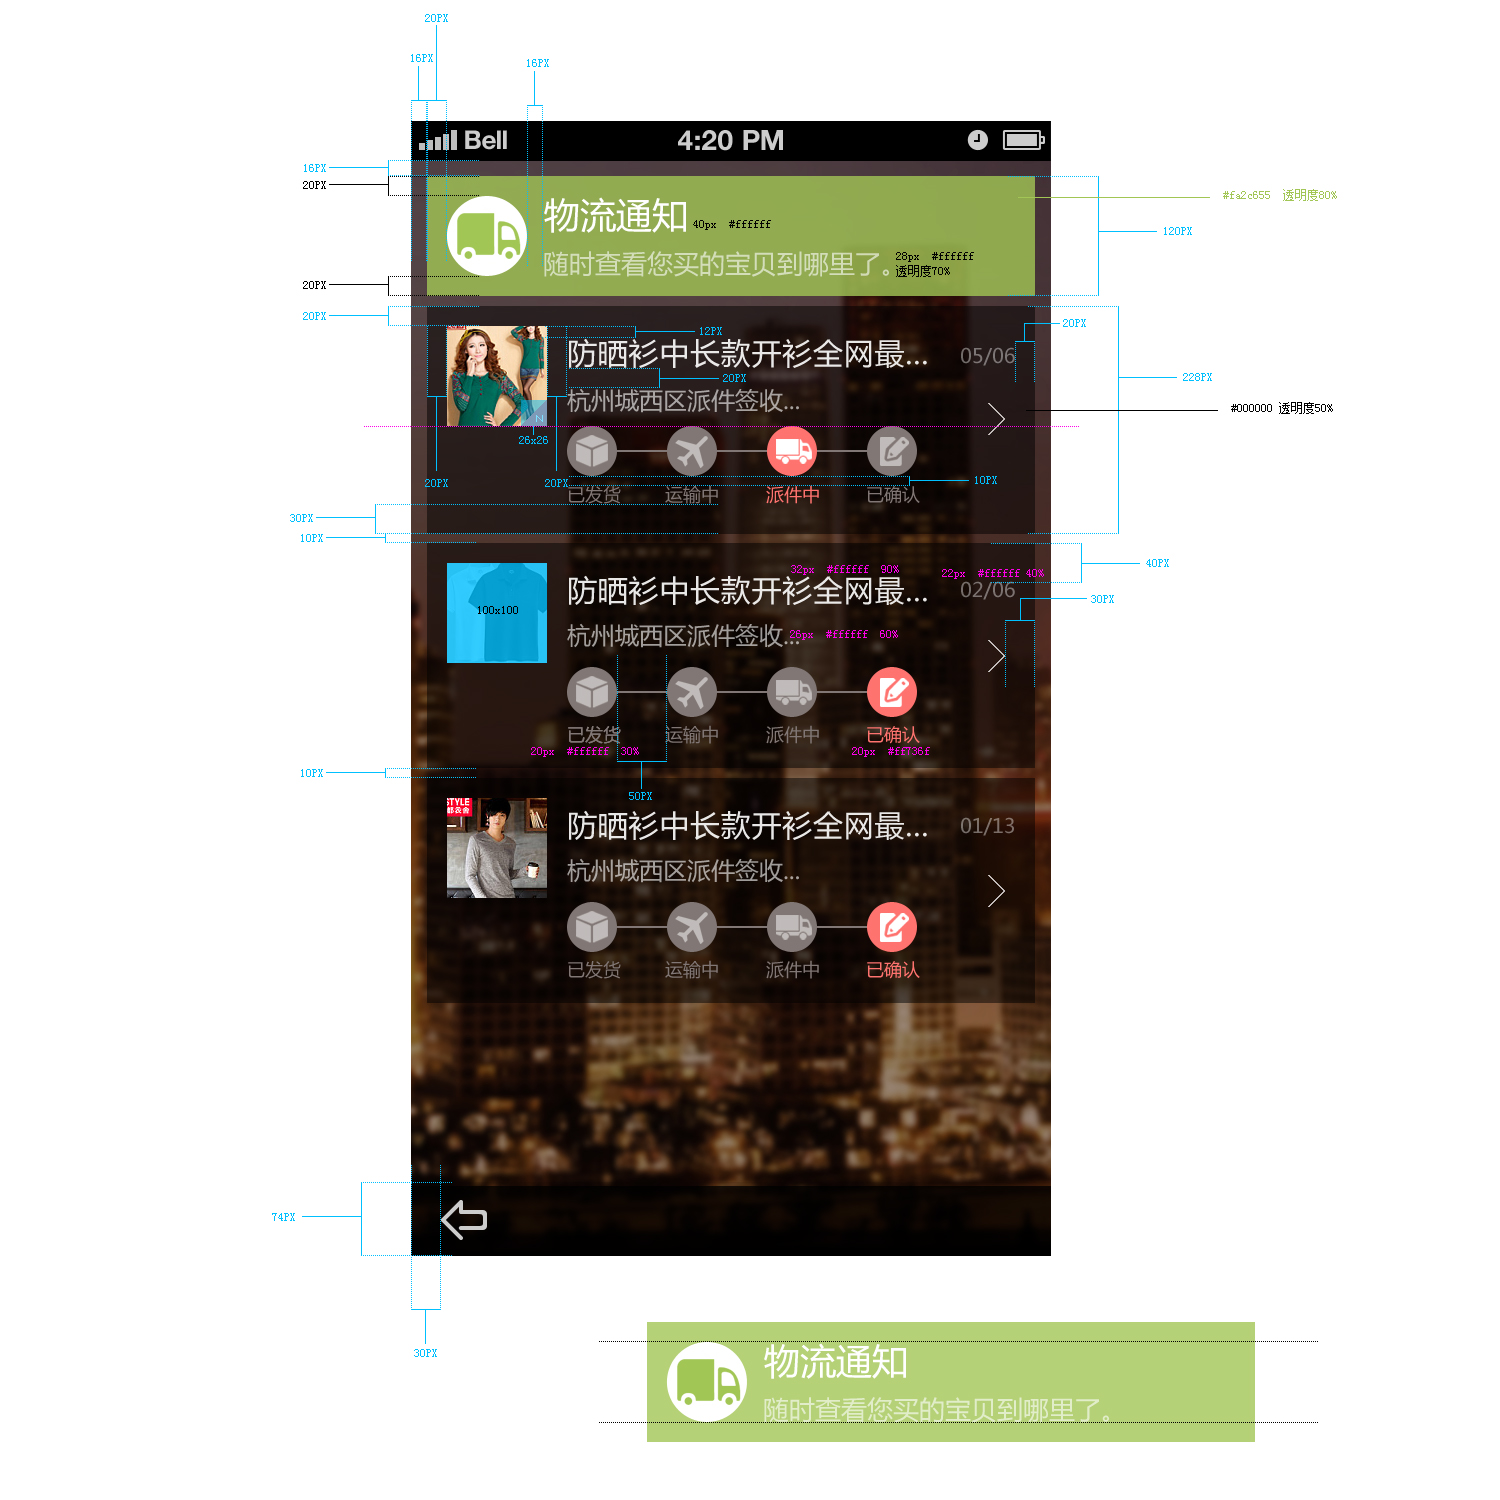 20PX
16PX
16PX
Bell
4:20 PM
16PX
20PX
物流通知
40px #ffffff
#fa2c655 透明度80%
120PX
随时查看您买的宝贝到哪里了。
28px #ffffff
透明度70%
20PX
20PX
12PX
20PX
防晒衫中长款开衫全网最...
05/06
20PX
228PX
杭州城西区派件签收...
#000000 透明度50%
N
26x26
20PX
20PX
10PX
已发货
运输中
派件中
已确认
30PX
10PX
40PX
32px #ffffff 90%
22px #ffffff 40%
防晒衫中长款开衫全网最...
02/06
30PX
100x100
杭州城西区派件签收...
26px #ffffff 60%
已发货
运输中
派件中
已确认
20px #ffffff 30%
20px #ff736f
10PX
50PX
STYLE
防晒衫中长款开衫全网最...
01/13
杭州城西区派件签收...
已发货
运输中
派件中
已确认
74PX
30PX
物流通知
随时查看您买的宝贝到哪里了。